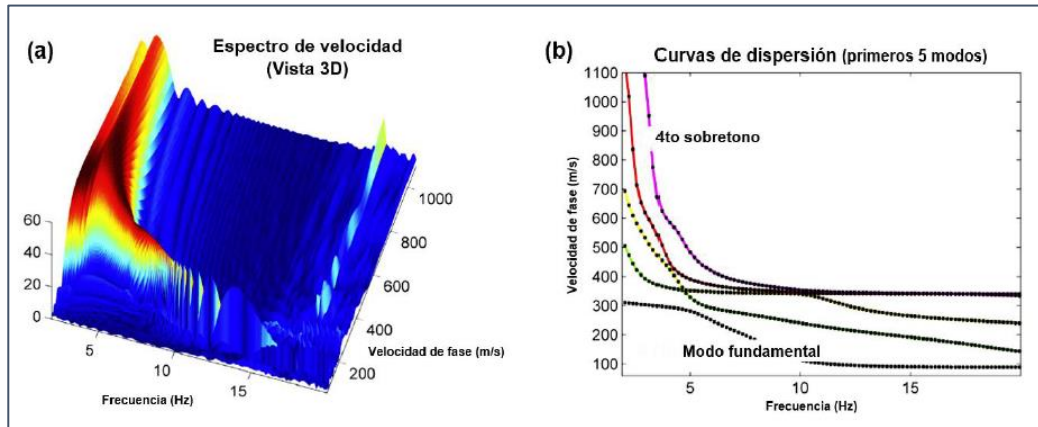 (a)
Espectro de velocidad
(Vista 3D)
60
40
20
0
5
10
15
Frecuencia (Hz)
1000
800
600
400
200
Velocidad de fase (m/s)
(b)
Curvas de dispersión (primeros 5 modos)
1100
1000
900
800
700
600
500
400
300
200
100
Velocidad de fase (m/s)
4to sobretono
Modo fundamental
5
10
15
Frecuencia (Hz)